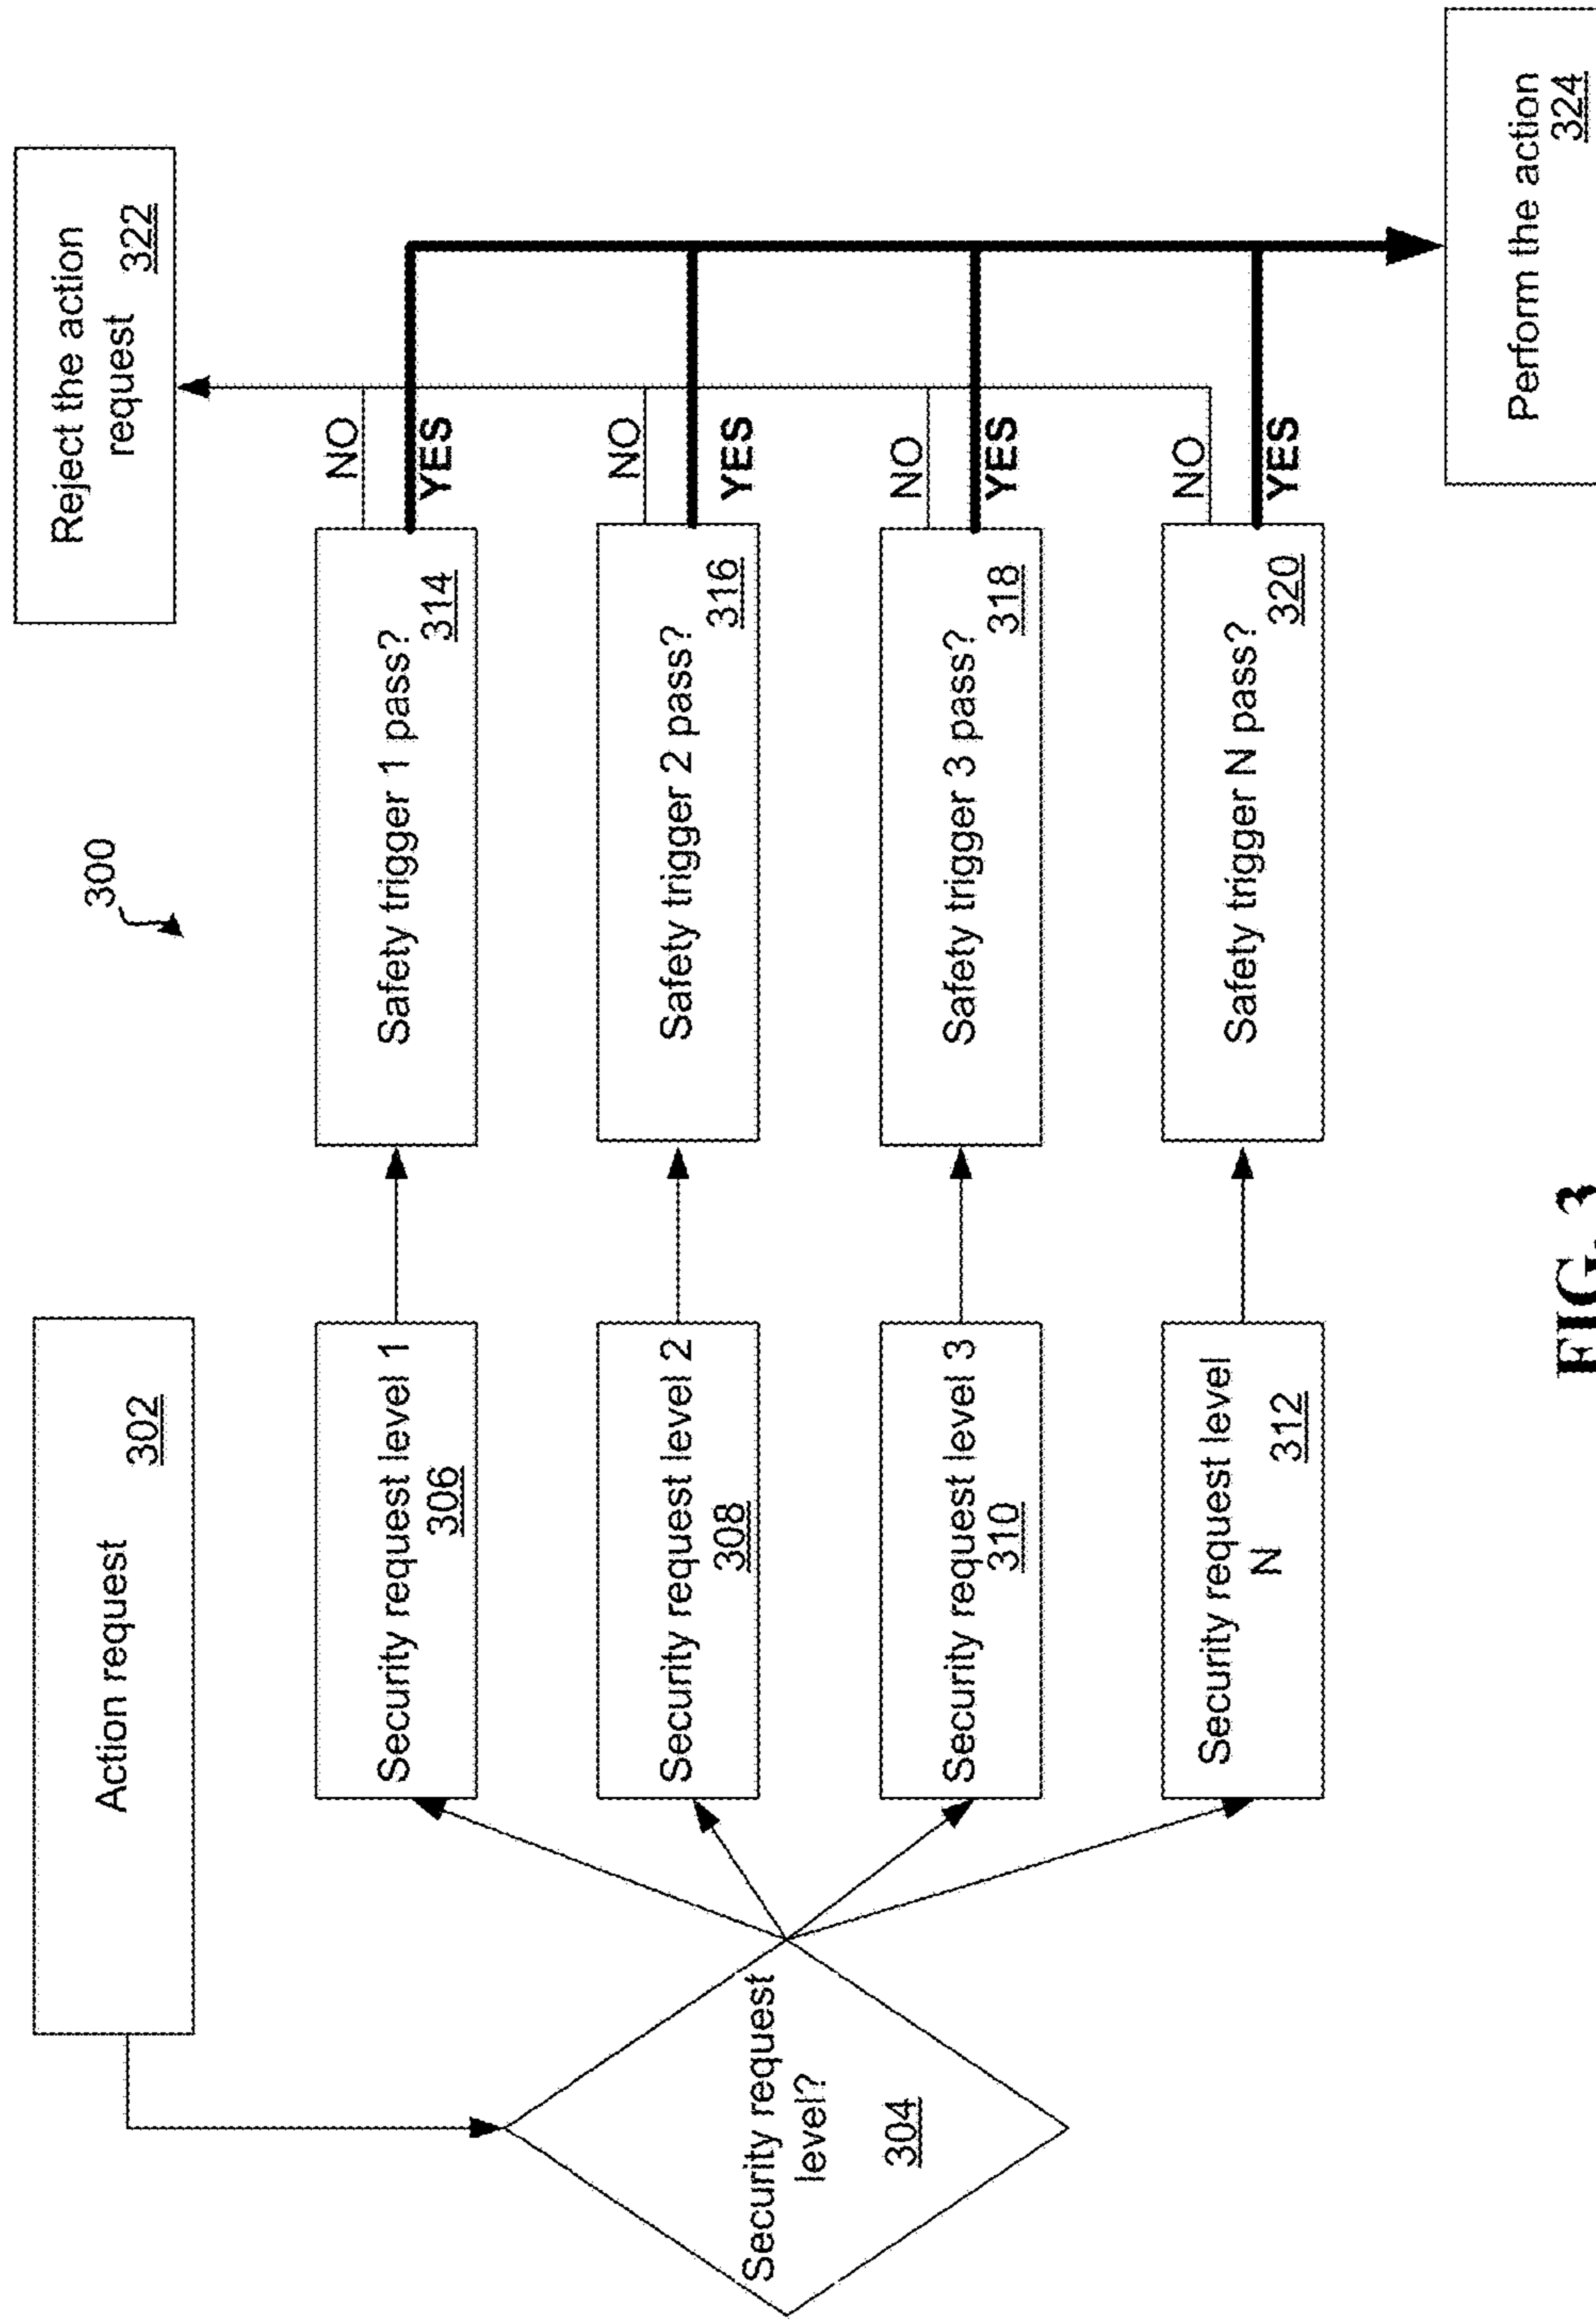 300
Action request
302
Reject the action
request 322
Security request
level?
304
Security request level 1
306
Safety trigger 1 pass?
314
NO
YES
Security request level 2
308
Safety trigger 2 pass?
316
NO
YES
Security request level 3
310
Safety trigger 3 pass?
318
NO
YES
Security request level
N 312
Safety trigger N pass?
320
NO
YES
Perform the action
324
FIG. 3